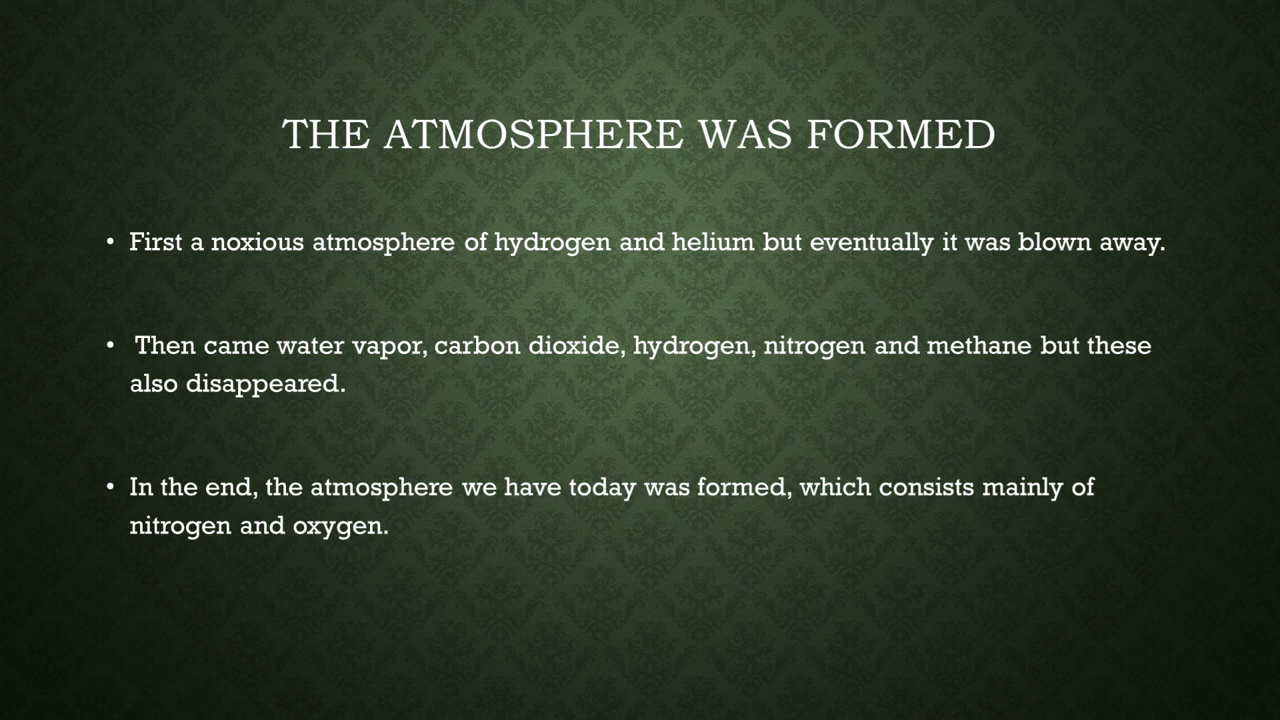 THE ATMOSPHERE WAS FORMED
• First a noxious atmosphere of hydrogen and helium but eventually it was blown away.
• Then came water vapor, carbon dioxide, hydrogen, nitrogen and methane but these
also disappeared.
• In the end, the atmosphere we have today was formed, which consists mainly of
nitrogen and oxygen.